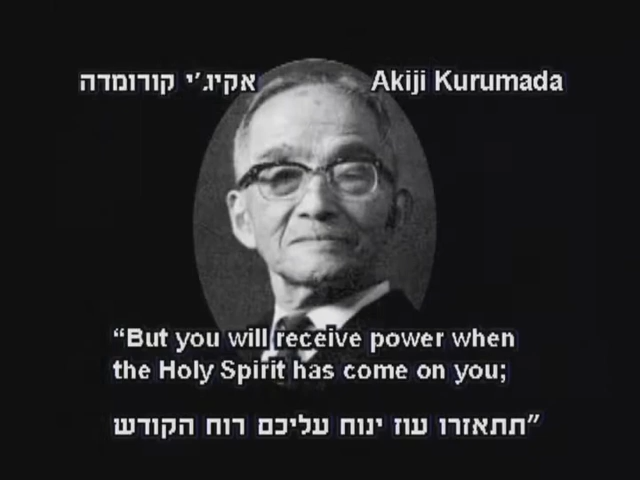 אקיג׳י קורומדה
Akiji Kurumada
“But you will receive power when
the Holy Spirit has come on you;
תתאזרו עוז ינוח עליכם רוח הקודש”